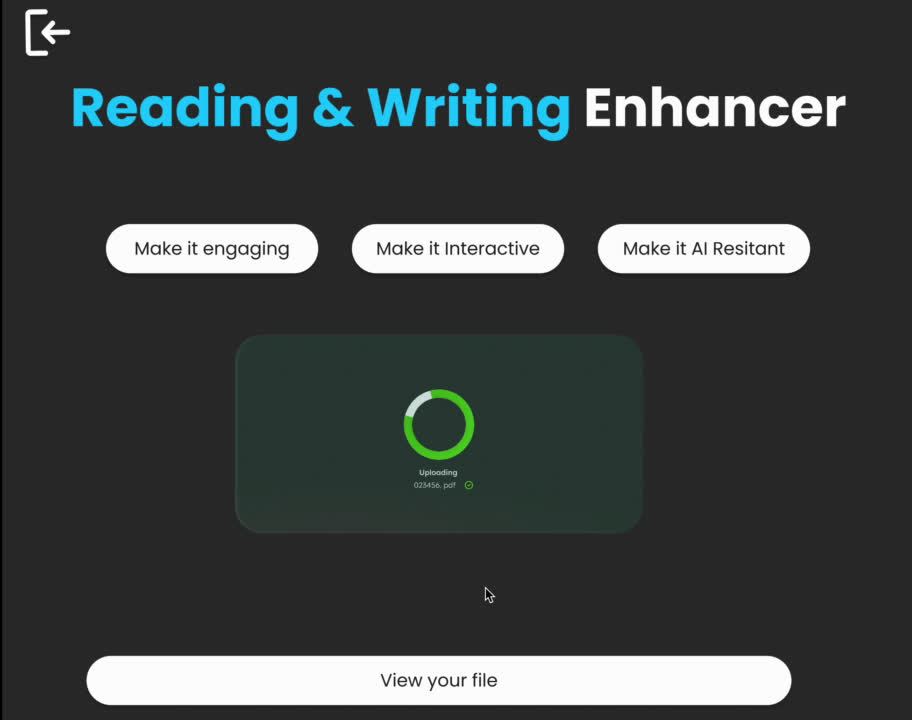 Reading & Writing Enhancer
Make it engaging
Make it Interactive
Make it AI Resitant
Uploading
023456. pdf
View your file